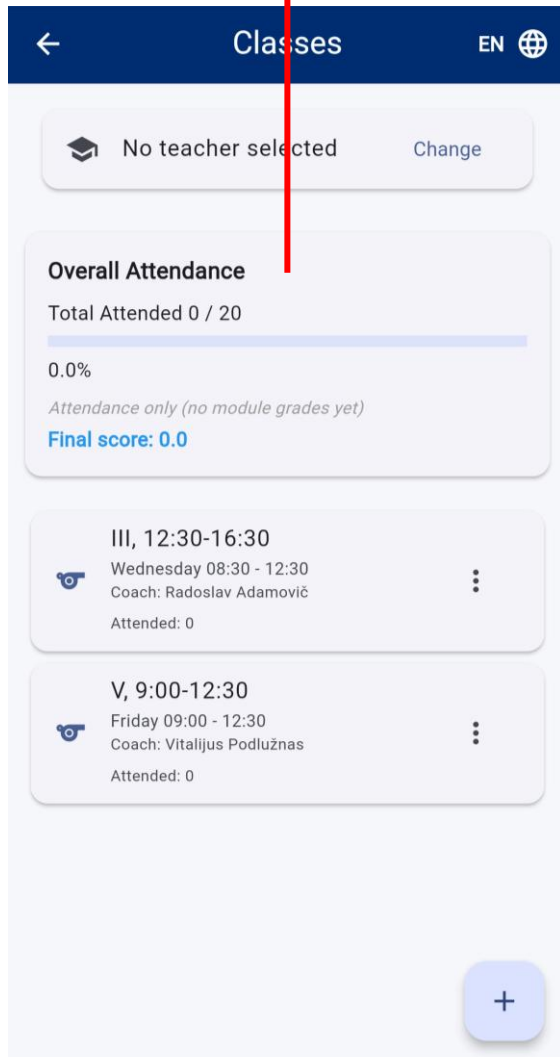 Classes
EN
No teacher selected
Change
Overall Attendance
Total Attended 0 / 20
0.0%
Attendance only (no module grades yet)
Final score: 0.0
III, 12:30-16:30
Wednesday 08:30 - 12:30
Coach: Radoslav Adamovič
Attended: 0
V, 9:00-12:30
Friday 09:00 - 12:30
Coach: Vitalijus Podlužnas
Attended: 0
+